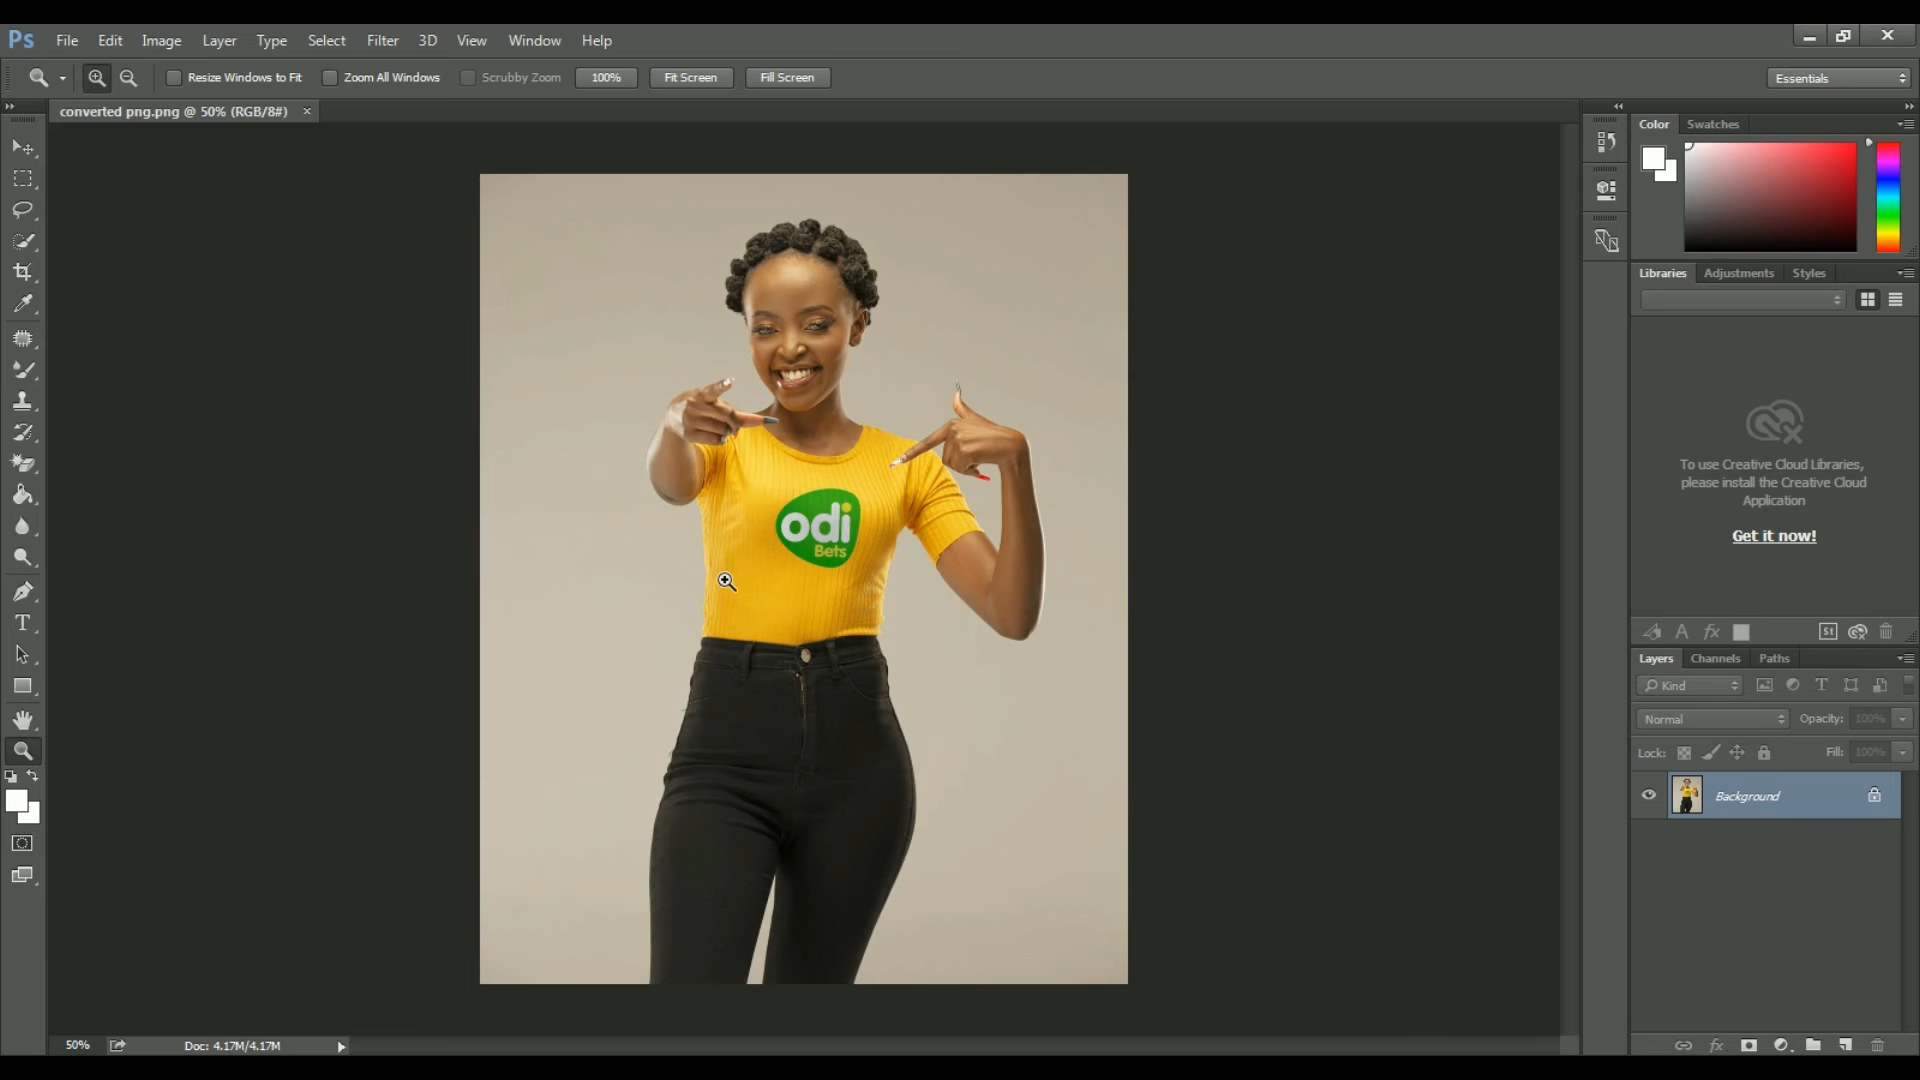 Ps File Edit Image Layer Type Select Filter 3D View Window Help
Resize Windows to Fit Zoom All Windows Scrubby Zoom 100% Fit Screen Fill Screen Essentials
converted png.png @ 50% (RGB/8#) ×
Color Swatches
Libraries Adjustments Styles
To use Creative Cloud Libraries,
please install the Creative Cloud
Application
Get it now!
odi
Bets
St
Layers Channels Paths
Kind
Normal Opacity: 100%
Lock: Fill: 100%
Background
50% Doc: 4.17M/4.17M